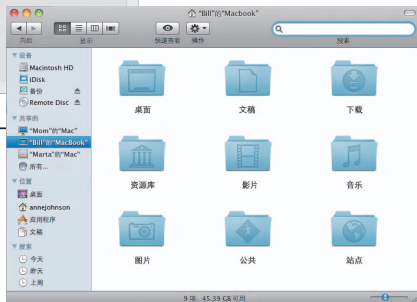 "Bill"的"Macbook"
向后
显示
快速查看
操作
搜索
设备
Macintosh HD
iDisk
备份
Remote Disc
共享的
"Mom"的"Mac"
"Bill"的"MacBook"
"Marta"的"Mac"
所有...
位置
桌面
annejohnson
应用程序
文稿
搜索
今天
昨天
上周
桌面
文稿
下载
资源库
影片
音乐
图片
公共
站点
9 项，45.39 GB 可用